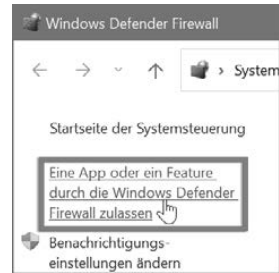 Windows Defender Firewall
System
Startseite der Systemsteuerung
Eine App oder ein Feature
durch die Windows Defender
Firewall zulassen
Benachrichtigungs-
einstellungen ändern